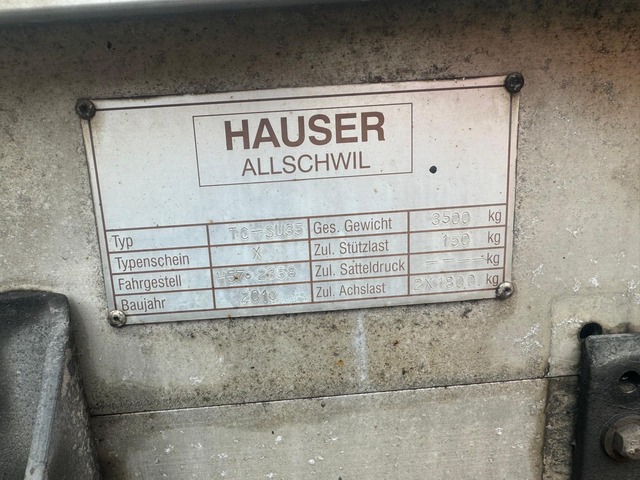 HAUSER
ALLSCHWIL
Typ TC-SU35 Ges. Gewicht 3500 kg
Typenschein X Zul. Stützlast 150 kg
Fahrgestell Zul. Satteldruck ---- kg
Baujahr 2010 Zul. Achslast kg